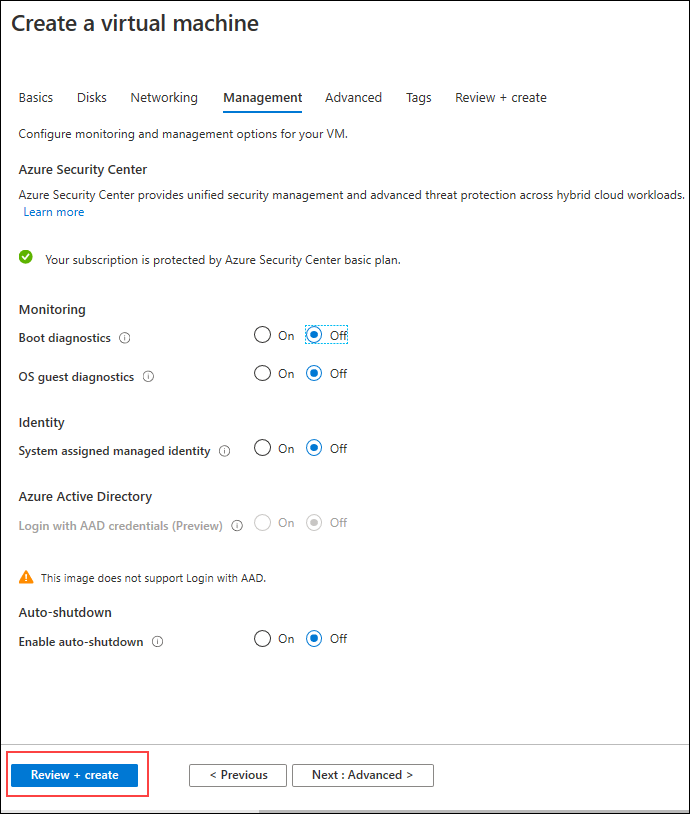 Create a virtual machine
Basics Disks Networking Management Advanced Tags Review + create
Configure monitoring and management options for your VM.
Azure Security Center
Azure Security Center provides unified security management and advanced threat protection across hybrid cloud workloads.
Learn more
Your subscription is protected by Azure Security Center basic plan.
Monitoring
Boot diagnostics On Off
OS guest diagnostics On Off
Identity
System assigned managed identity On Off
Azure Active Directory
Login with AAD credentials (Preview) On Off
This image does not support Login with AAD.
Auto-shutdown
Enable auto-shutdown On Off
Review + create < Previous Next : Advanced >